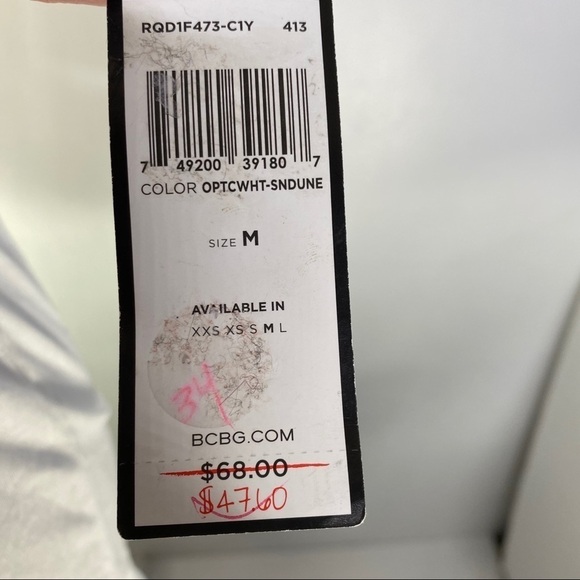 RQD1F473-C1Y 413
7 49200 39180 7
COLOR OPTCWHT-SNDUNE
SIZE M
AVAILABLE IN
XXS XS S M L
34
BCBG.COM
$68.00
$47.60